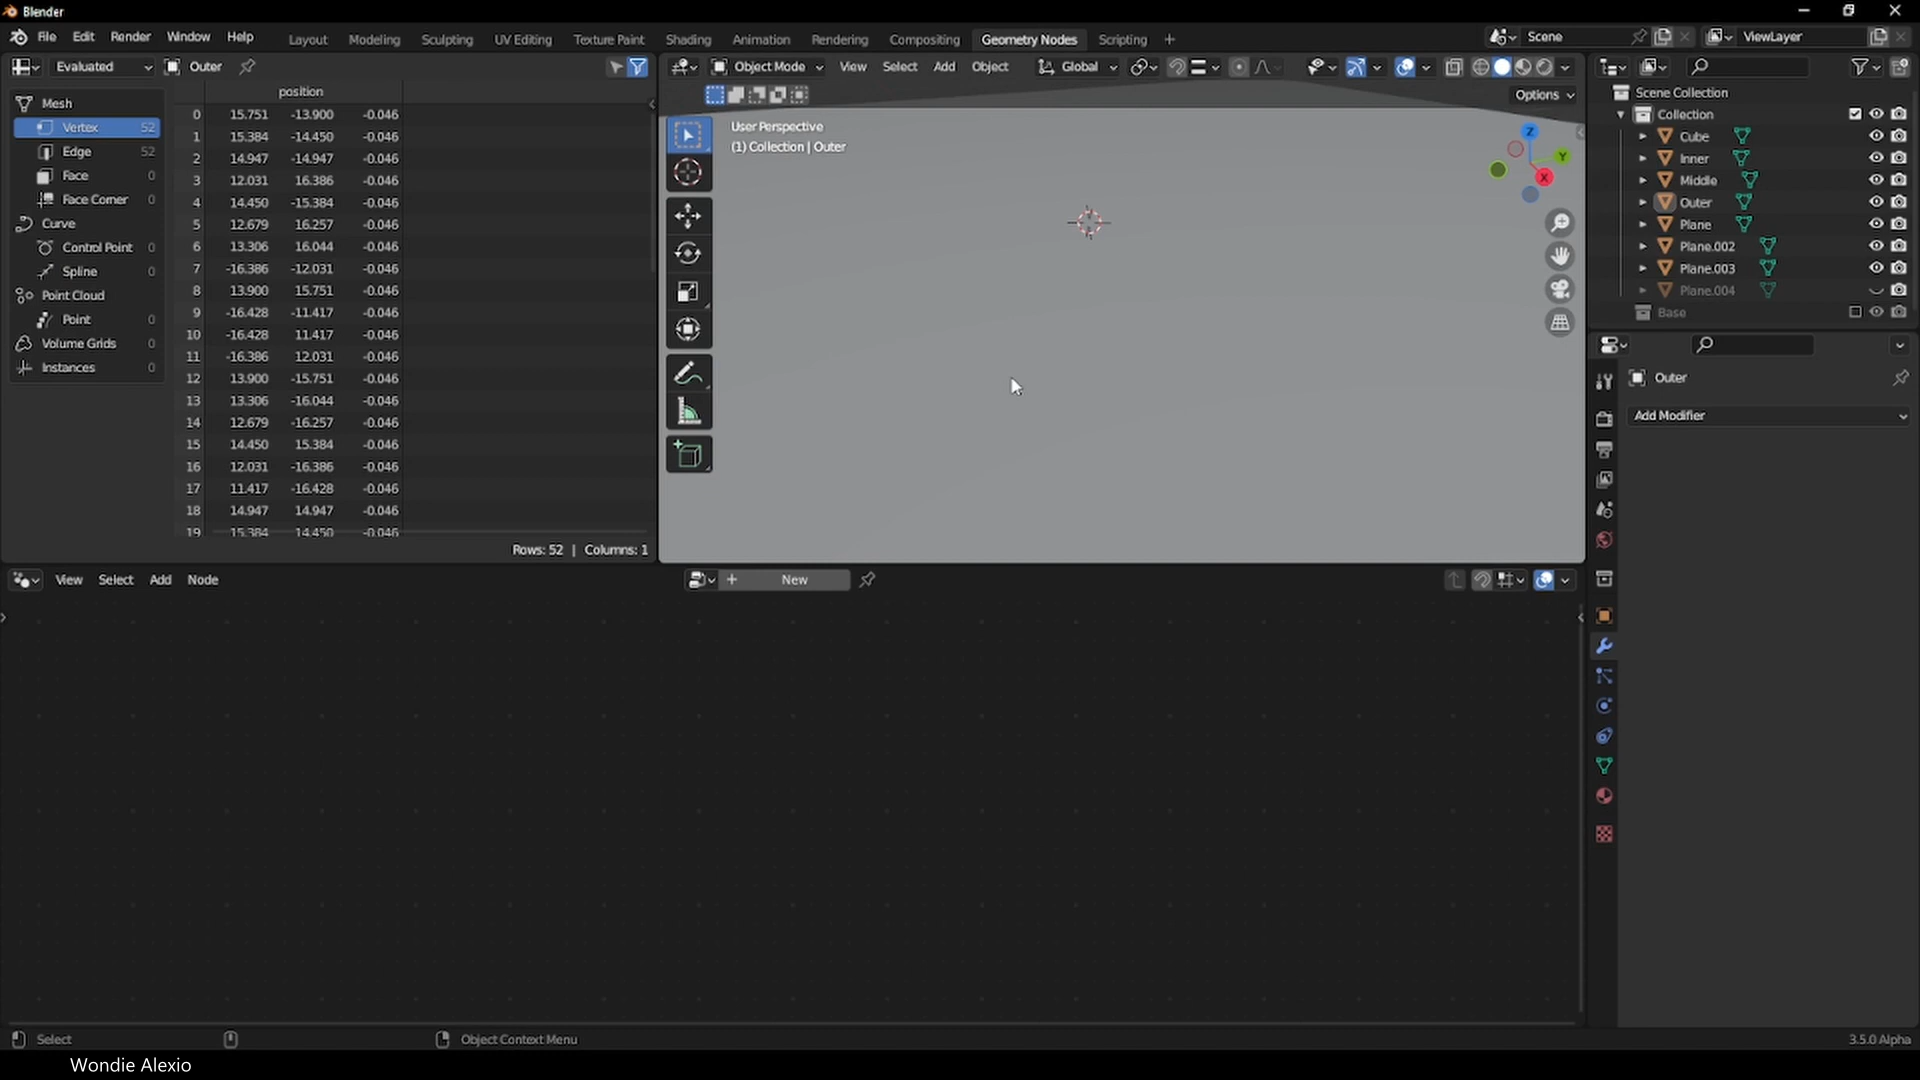 Blender
File Edit Render Window Help Layout Modeling Sculpting UV Editing Texture Paint Shading Animation Rendering Compositing Geometry Nodes Scripting + Scene ViewLayer
Evaluated Outer
Object Mode View Select Add Object Global
Options
position
Mesh
Vertex 52
Edge 52
Face 0
Face Corner 0
Curve
Control Point 0
Spline 0
Point Cloud
Point 0
Volume Grids 0
Instances 0
0 15.751 -13.900 -0.046
1 15.384 -14.450 -0.046
2 14.947 -14.947 -0.046
3 12.031 16.386 -0.046
4 14.450 -15.384 -0.046
5 12.679 16.257 -0.046
6 13.306 16.044 -0.046
7 -16.386 -12.031 -0.046
8 13.900 15.751 -0.046
9 -16.428 -11.417 -0.046
10 -16.428 11.417 -0.046
11 -16.386 12.031 -0.046
12 13.900 -15.751 -0.046
13 13.306 -16.044 -0.046
14 12.679 -16.257 -0.046
15 14.450 15.384 -0.046
16 12.031 -16.386 -0.046
17 11.417 -16.428 -0.046
18 14.947 14.947 -0.046
19 15.384 14.450 -0.046
Rows: 52 | Columns: 1
User Perspective
(1) Collection | Outer
Z
Y
X
Scene Collection
Collection
Cube
Inner
Middle
Outer
Plane
Plane.002
Plane.003
Plane.004
Base
Outer
Add Modifier
View Select Add Node
+ New
Select
Object Context Menu
3.5.0 Alpha
Wondie Alexio